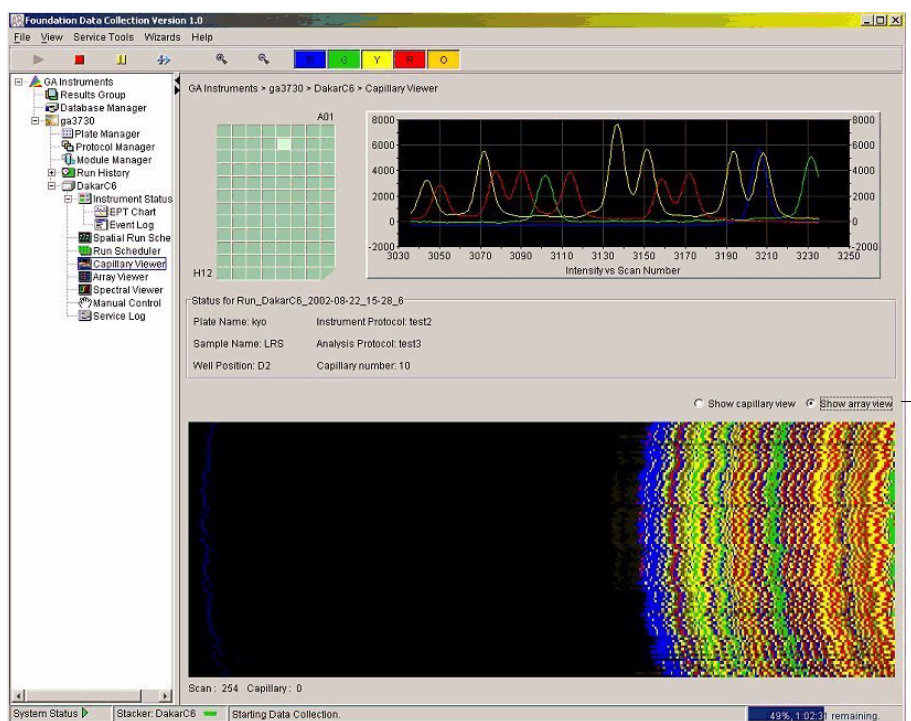 Foundation Data Collection Version 1.0
File View Service Tools Wizards Help
B G Y R O
GA Instruments
Results Group
Database Manager
ga3730
Plate Manager
Protocol Manager
Module Manager
Run History
DakarC6
Instrument Status
EPT Chart
Event Log
Spatial Run Sche
Run Scheduler
Capillary Viewer
Array Viewer
Spectral Viewer
Manual Control
Service Log
GA Instruments > ga3730 > DakarC6 > Capillary Viewer
A01
H12
8000 8000
6000 6000
4000 4000
2000 2000
0 0
-2000 -2000
3030 3050 3070 3090 3110 3130 3150 3170 3190 3210 3230 3250
Intensity vs Scan Number
Status for Run_DakarC6_2002-08-22_15-28_6
Plate Name: kyo Instrument Protocol: test2
Sample Name: LRS Analysis Protocol: test3
Well Position: D2 Capillary number: 10
Show capillary view Show array view
Scan : 254 Capillary : 0
System Status Stacker: DakarC6 Starting Data Collection. 49%, 1:02:31 remaining.